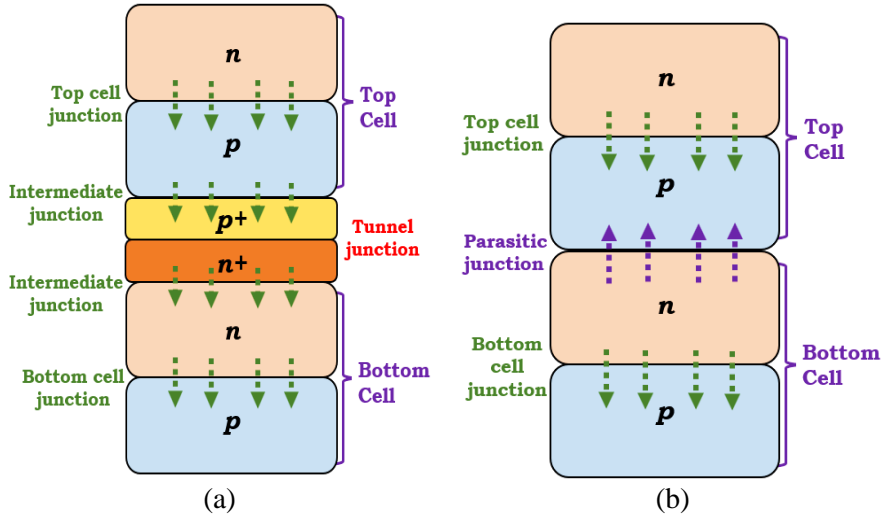 n
Top cell
junction
Top
Cell
p
Intermediate
junction
p+
Tunnel
junction
n+
Intermediate
junction
n
Bottom cell
junction
Bottom
Cell
p
(a)
n
Top cell
junction
Top
Cell
p
Parasitic
junction
n
Bottom
cell
junction
Bottom
Cell
p
(b)